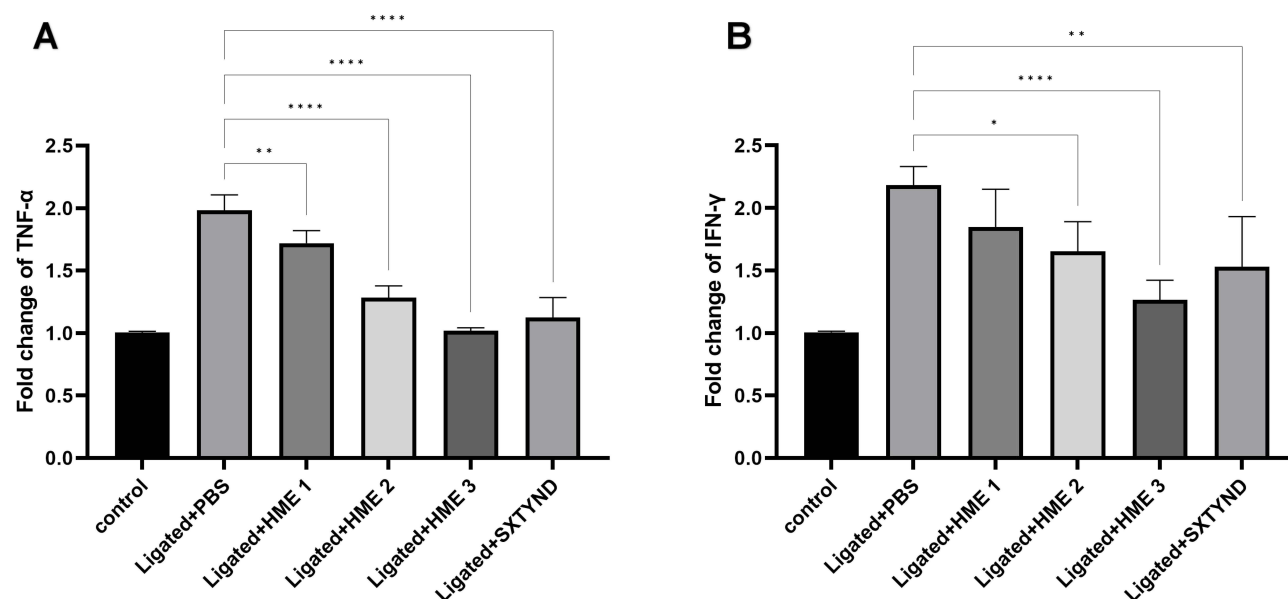 A
****
****
****
**
Fold change of TNF-α
2.5
2.0
1.5
1.0
0.5
0.0
control
Ligated+PBS
Ligated+HME 1
Ligated+HME 2
Ligated+HME 3
Ligated+SXTYND
B
**
****
*
Fold change of IFN-γ
2.5
2.0
1.5
1.0
0.5
0.0
control
Ligated+PBS
Ligated+HME 1
Ligated+HME 2
Ligated+HME 3
Ligated+SXTYND